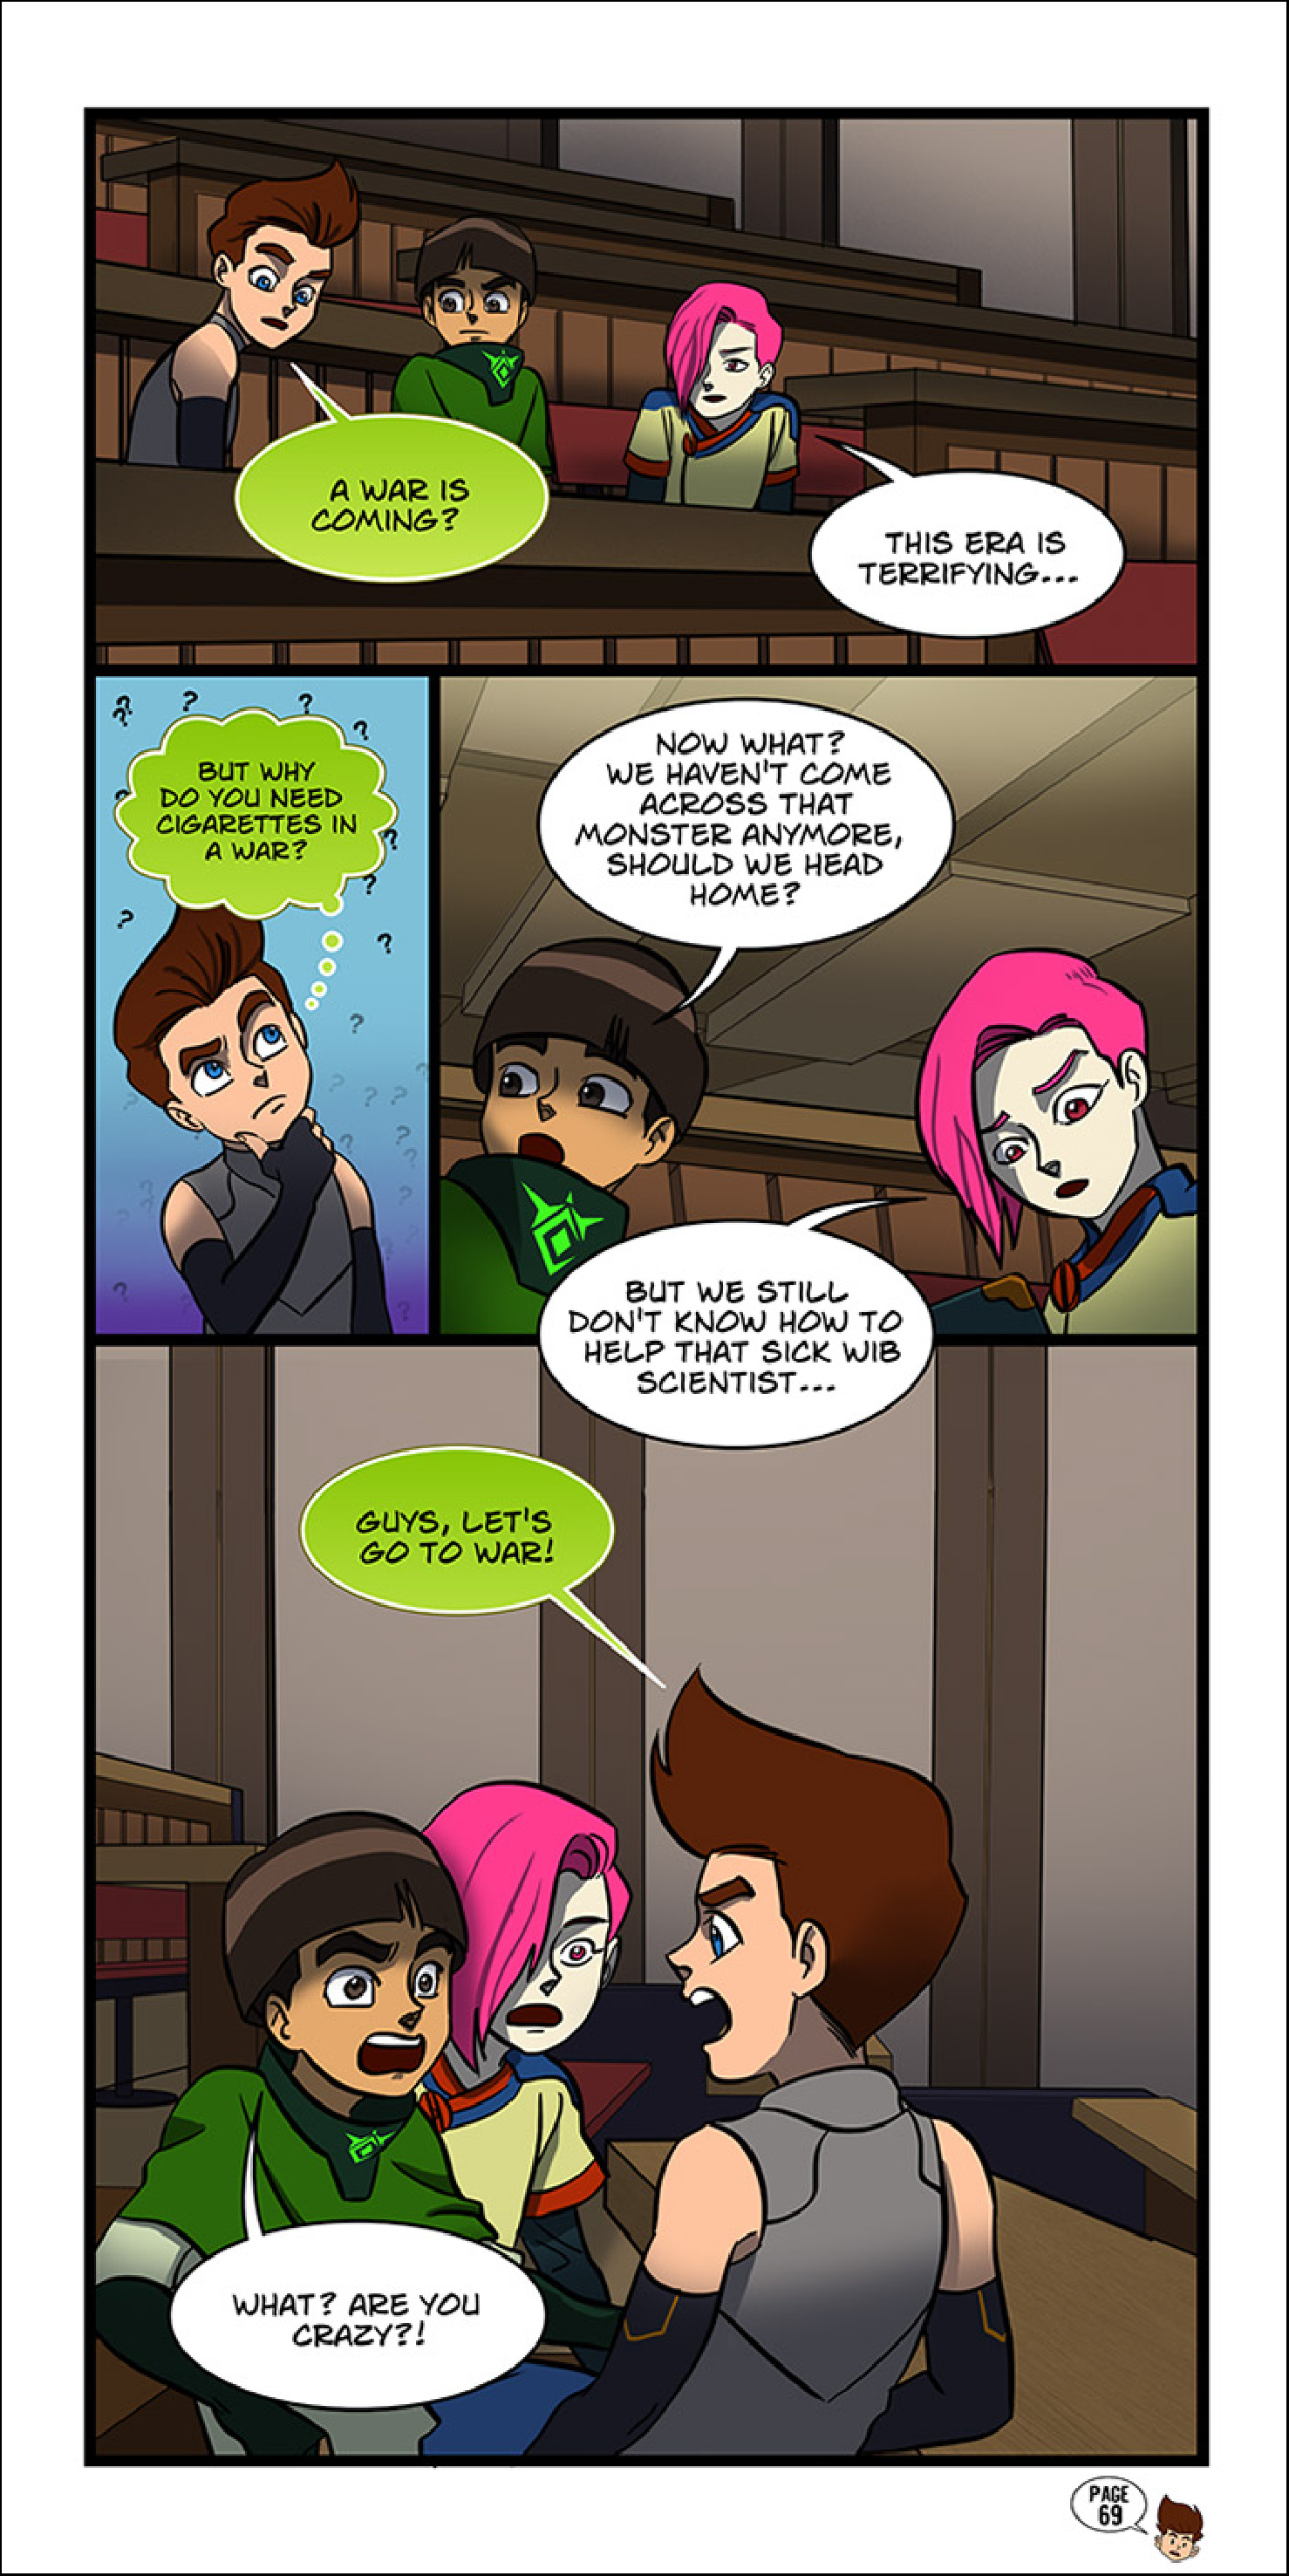 A WAR IS
COMING?
THIS ERA IS
TERRIFYING...
BUT WHY
DO YOU NEED
CIGARETTES IN
A WAR?
NOW WHAT?
WE HAVEN'T COME
ACROSS THAT
MONSTER ANYMORE,
SHOULD WE HEAD
HOME?
BUT WE STILL
DON'T KNOW HOW TO
HELP THAT SICK WIB
SCIENTIST...
GUYS, LET'S
GO TO WAR!
WHAT? ARE YOU
CRAZY?!
PAGE
69